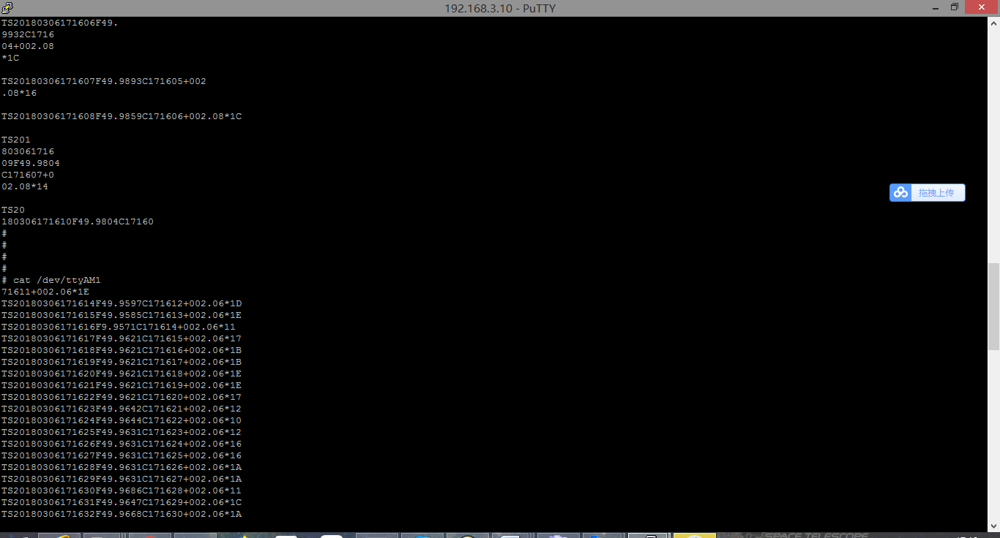 192.168.3.10 - PuTTY
TS20180306171606F49.
9932C1716
04+002.08
*1C
TS20180306171607F49.9893C171605+002
.08*16
TS20180306171608F49.9859C171606+002.08*1C
TS201
803061716
09F49.9804
C171607+0
02.08*14
拖拽上传
TS20
180306171610F49.9804C17160
#
#
#
#
# cat /dev/ttyAM1
71611+002.06*1E
TS20180306171614F49.9597C171612+002.06*1D
TS20180306171615F49.9585C171613+002.06*1E
TS20180306171616F9.9571C171614+002.06*11
TS20180306171617F49.9621C171615+002.06*17
TS20180306171618F49.9621C171616+002.06*1B
TS20180306171619F49.9621C171617+002.06*1B
TS20180306171620F49.9621C171618+002.06*1E
TS20180306171621F49.9621C171619+002.06*1E
TS20180306171622F49.9621C171620+002.06*17
TS20180306171623F49.9642C171621+002.06*12
TS20180306171624F49.9644C171622+002.06*10
TS20180306171625F49.9631C171623+002.06*12
TS20180306171626F49.9631C171624+002.06*16
TS20180306171627F49.9631C171625+002.06*16
TS20180306171628F49.9631C171626+002.06*1A
TS20180306171629F49.9631C171627+002.06*1A
TS20180306171630F49.9686C171628+002.06*11
TS20180306171631F49.9647C171629+002.06*1C
TS20180306171632F49.9668C171630+002.06*1A
SPACE TELESCOPE